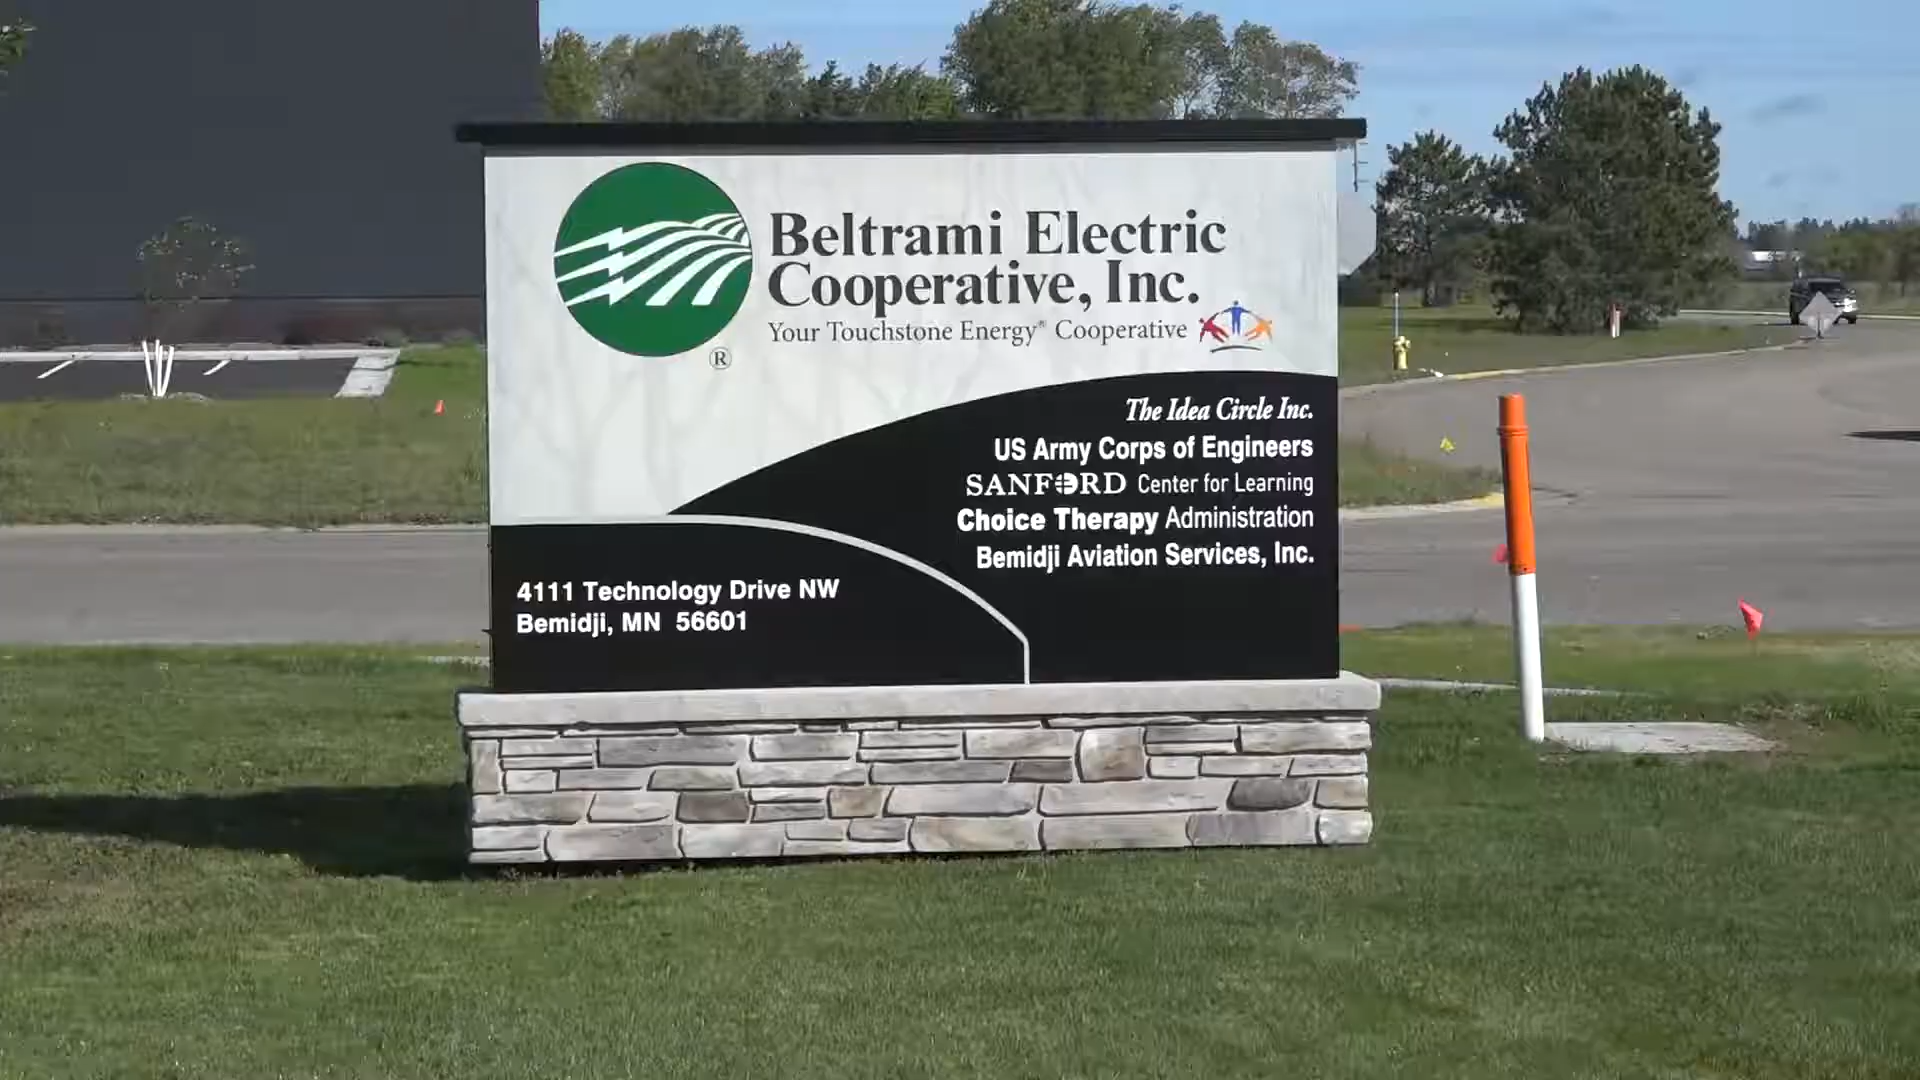 Beltrami Electric
Cooperative, Inc.
Your Touchstone Energy® Cooperative
®
The Idea Circle Inc.
US Army Corps of Engineers
SANFORD Center for Learning
Choice Therapy Administration
Bemidji Aviation Services, Inc.
4111 Technology Drive NW
Bemidji, MN 56601